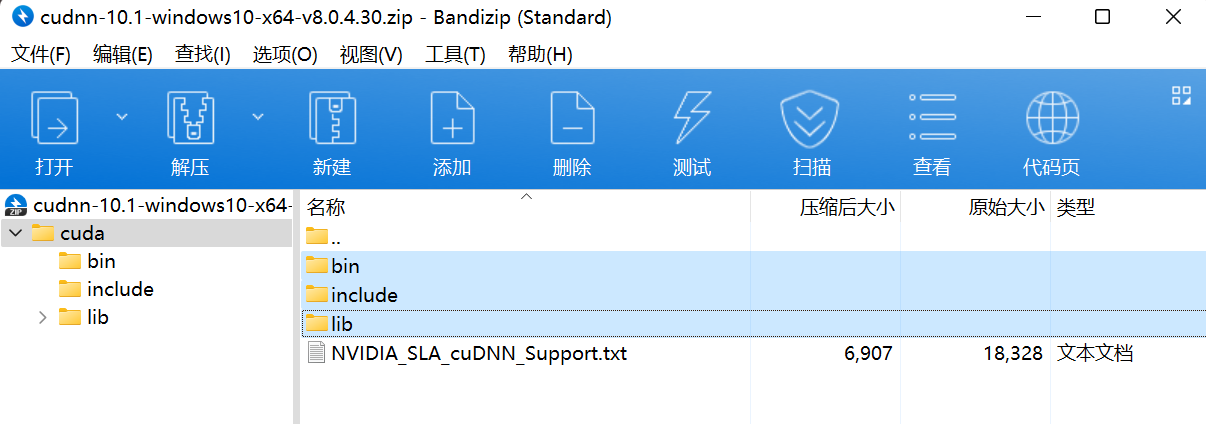 cudnn-10.1-windows10-x64-v8.0.4.30.zip - Bandizip (Standard)
文件(F) 编辑(E) 查找(I) 选项(O) 视图(V) 工具(T) 帮助(H)
打开 解压 新建 添加 删除 测试 扫描 查看 代码页
ZIP cudnn-10.1-windows10-x64-
cuda
bin
include
lib
名称 压缩后大小 原始大小 类型
..
bin
include
lib
NVIDIA_SLA_cuDNN_Support.txt 6,907 18,328 文本文档